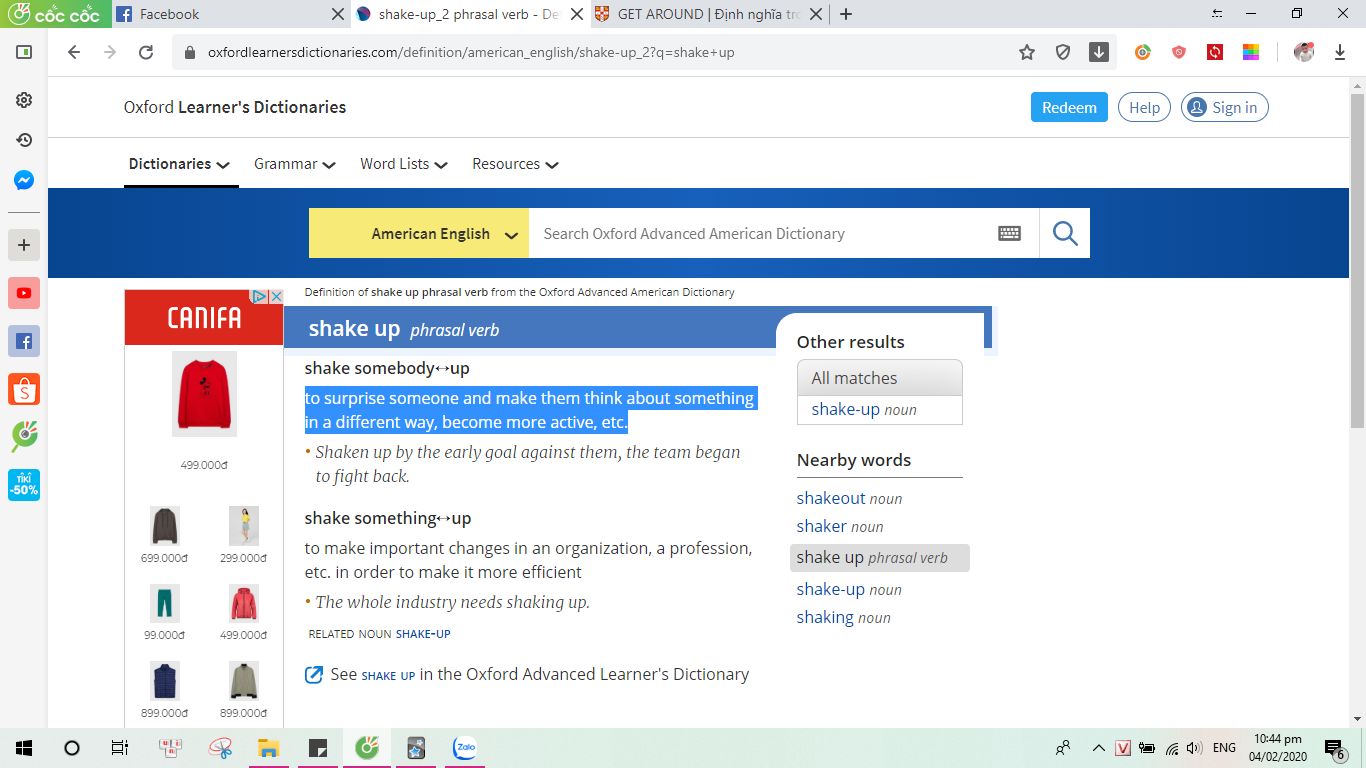 cốc cốc
Facebook
shake-up_2 phrasal verb - De
GET AROUND | Định nghĩa tro
oxfordlearnersdictionaries.com/definition/american_english/shake-up_2?q=shake+up
Oxford Learner's Dictionaries
Redeem
Help
Sign in
Dictionaries
Grammar
Word Lists
Resources
American English
Search Oxford Advanced American Dictionary
CANIFA
499.000đ
699.000đ
299.000đ
99.000đ
499.000đ
899.000đ
899.000đ
TIKI
-50%
Definition of shake up phrasal verb from the Oxford Advanced American Dictionary
shake up phrasal verb
shake somebody↔up
to surprise someone and make them think about something
in a different way, become more active, etc.
• Shaken up by the early goal against them, the team began
to fight back.
shake something↔up
to make important changes in an organization, a profession,
etc. in order to make it more efficient
• The whole industry needs shaking up.
RELATED NOUN SHAKE-UP
See SHAKE UP in the Oxford Advanced Learner's Dictionary
Other results
All matches
shake-up noun
Nearby words
shakeout noun
shaker noun
shake up phrasal verb
shake-up noun
shaking noun
Zalo
V
ENG
10:44 pm
04/02/2020
6